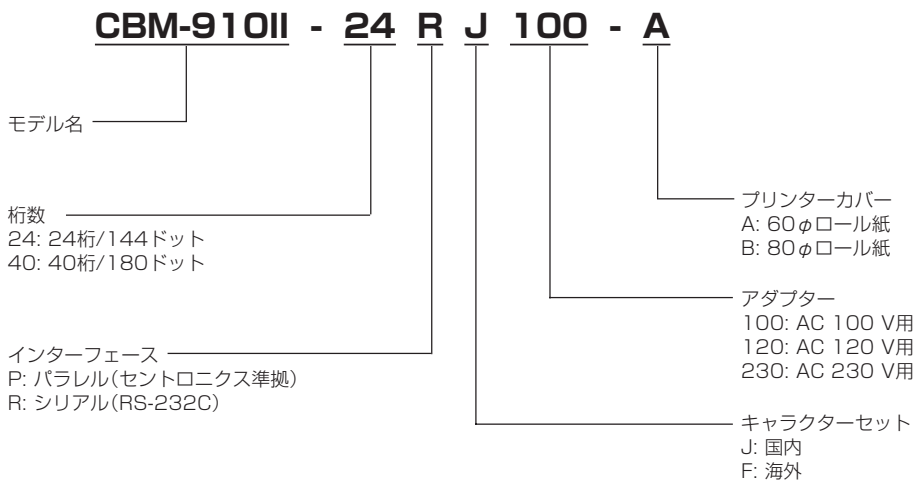 CBM-910II - 24 R J 100 - A
モデル名
桁数
24: 24桁/144ドット
40: 40桁/180ドット
インターフェース
P: パラレル(セントロニクス準拠)
R: シリアル(RS-232C)
プリンターカバー
A: 60φロール紙
B: 80φロール紙
アダプター
100: AC 100 V用
120: AC 120 V用
230: AC 230 V用
キャラクターセット
J: 国内
F: 海外